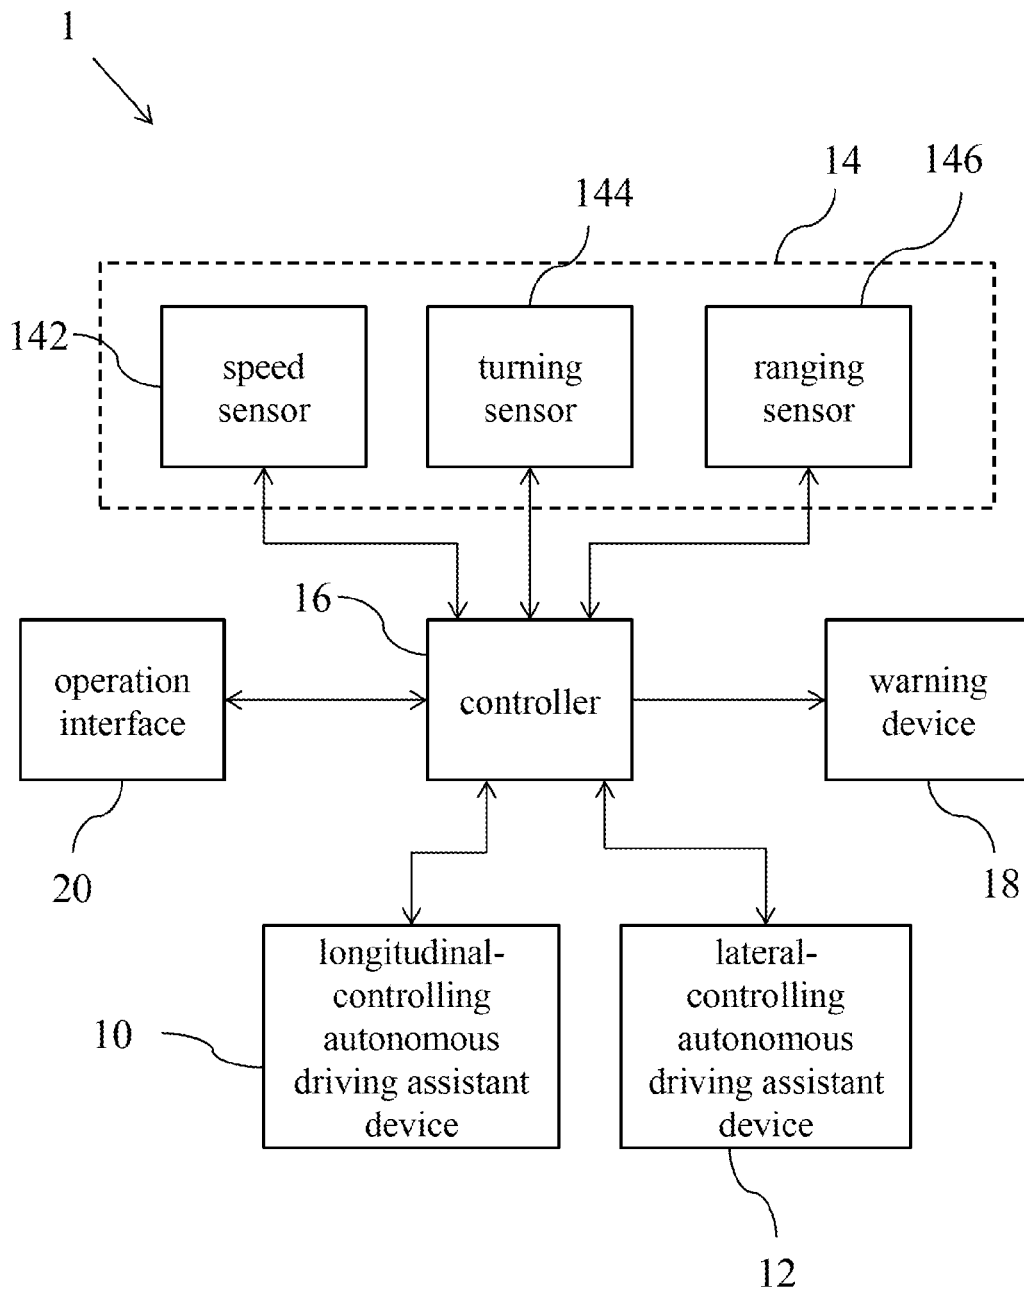 1
14
146
144
142
speed
sensor
turning
sensor
ranging
sensor
16
operation
interface
controller
warning
device
20
18
longitudinal-
controlling
autonomous
driving assistant
device
lateral-
controlling
autonomous
driving assistant
device
10
12